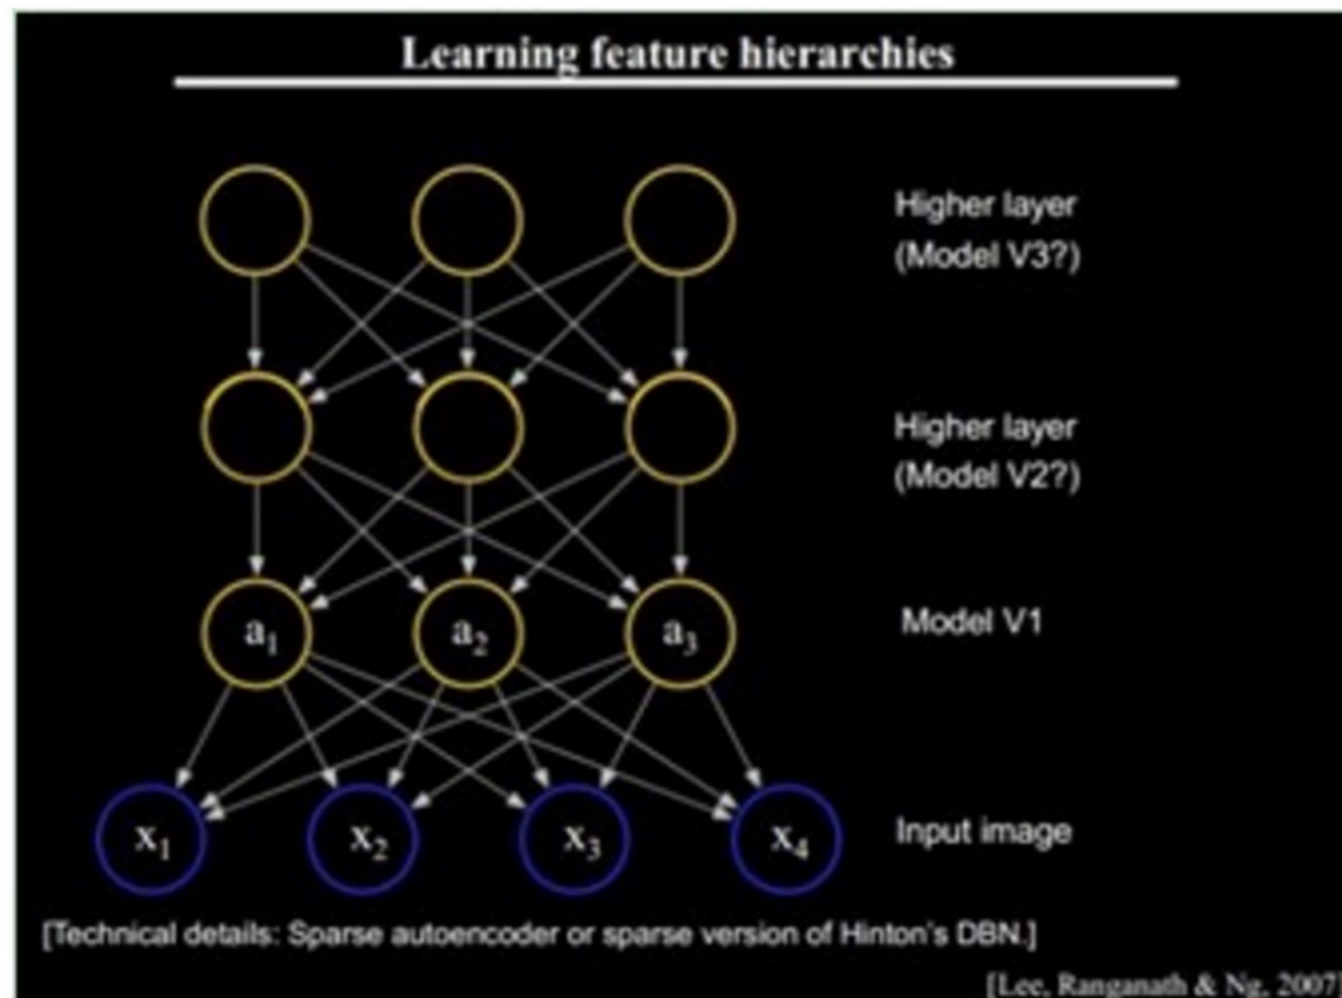 Learning feature hierarchies
Higher layer
(Model V3?)
Higher layer
(Model V2?)
a1 a2 a3
Model V1
x1 x2 x3 x4
Input image
[Technical details: Sparse autoencoder or sparse version of Hinton's DBN.]
[Lee, Ranganath & Ng, 2007]